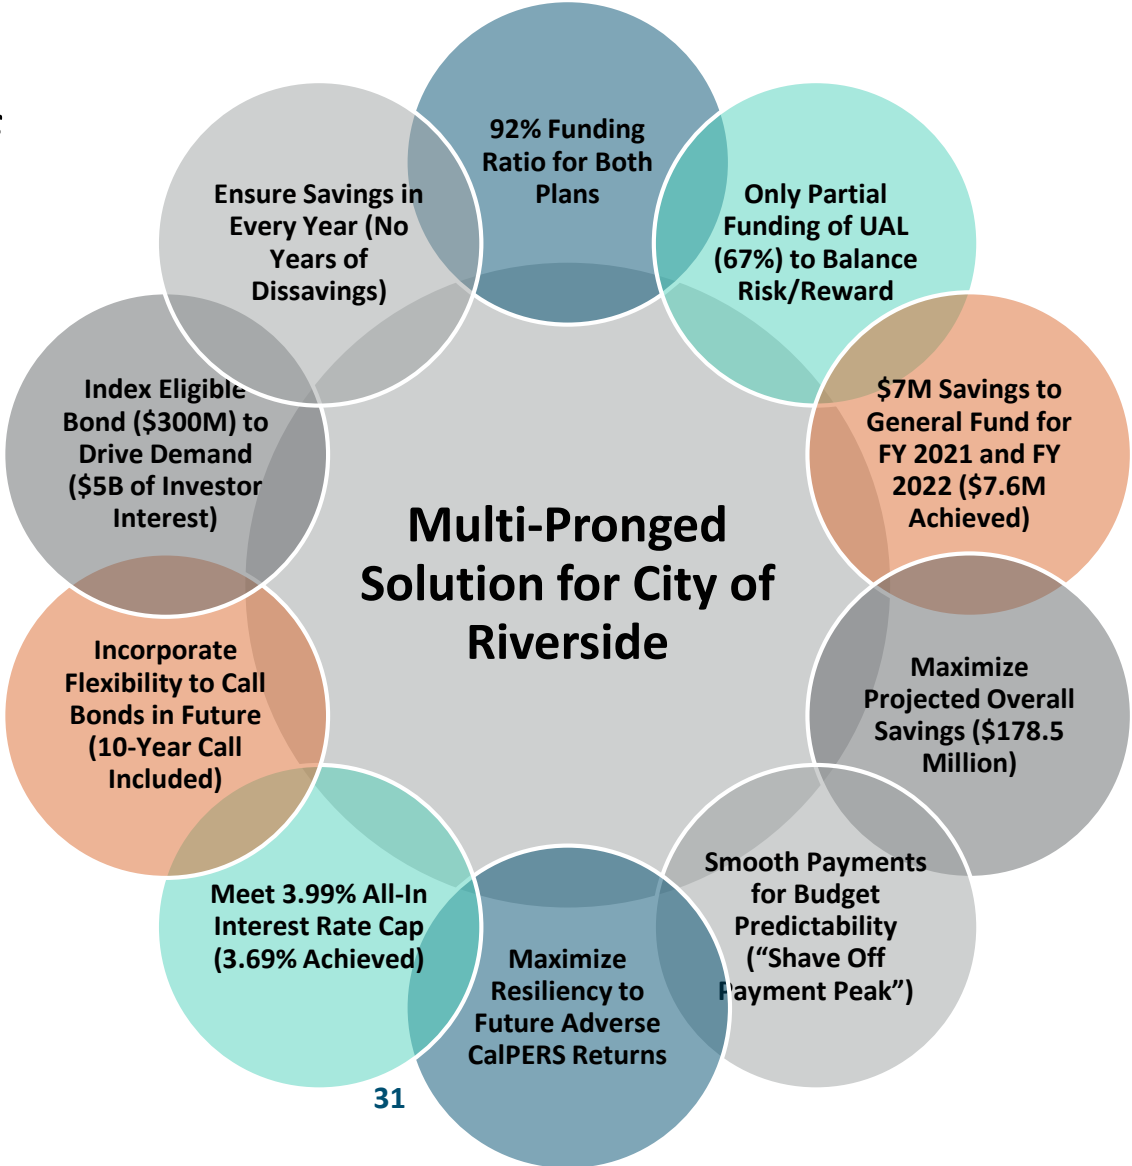 92% Funding
Ratio for Both
Plans
Only Partial
Funding of UAL
(67%) to Balance
Risk/Reward
$7M Savings to
General Fund for
FY 2021 and FY
2022 ($7.6M
Achieved)
Maximize
Projected Overall
Savings ($178.5
Million)
Smooth Payments
for Budget
Predictability
(“Shave Off
Payment Peak”)
Maximize
Resiliency to
Future Adverse
CalPERS Returns
Meet 3.99% All-In
Interest Rate Cap
(3.69% Achieved)
Incorporate
Flexibility to Call
Bonds in Future
(10-Year Call
Included)
Index Eligible
Bond ($300M) to
Drive Demand
($5B of Investor
Interest)
Ensure Savings in
Every Year (No
Years of
Dissavings)
Multi-Pronged
Solution for City of
Riverside
31